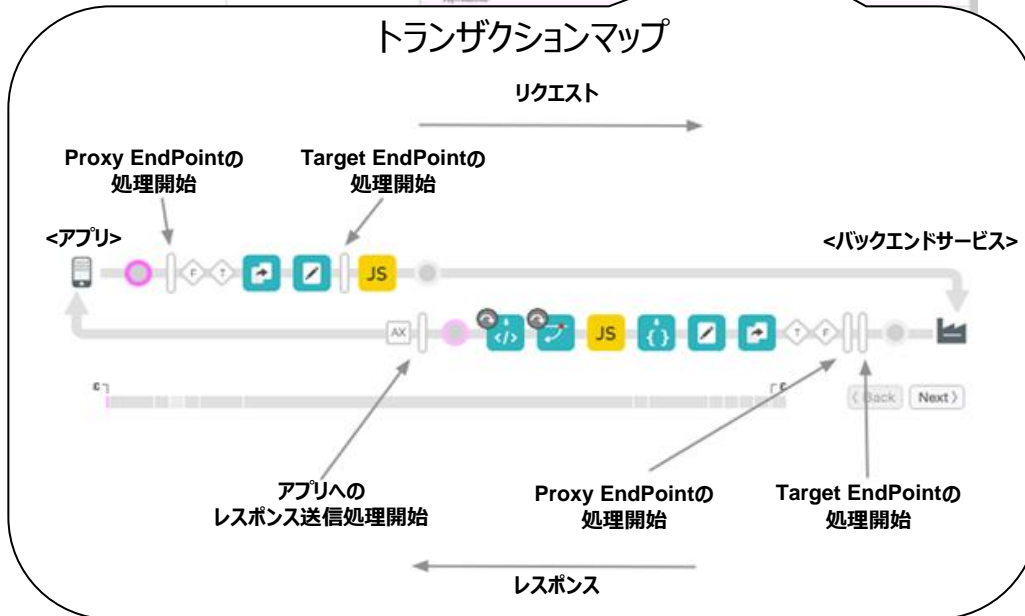 トランザクションマップ
リクエスト
Proxy EndPointの
処理開始
Target EndPointの
処理開始
<アプリ>
<バックエンドサービス>
F
T
JS
AX
</>
JS
{}
T
F
Back
Next
アプリへの
レスポンス送信処理開始
Proxy EndPointの
処理開始
Target EndPointの
処理開始
レスポンス